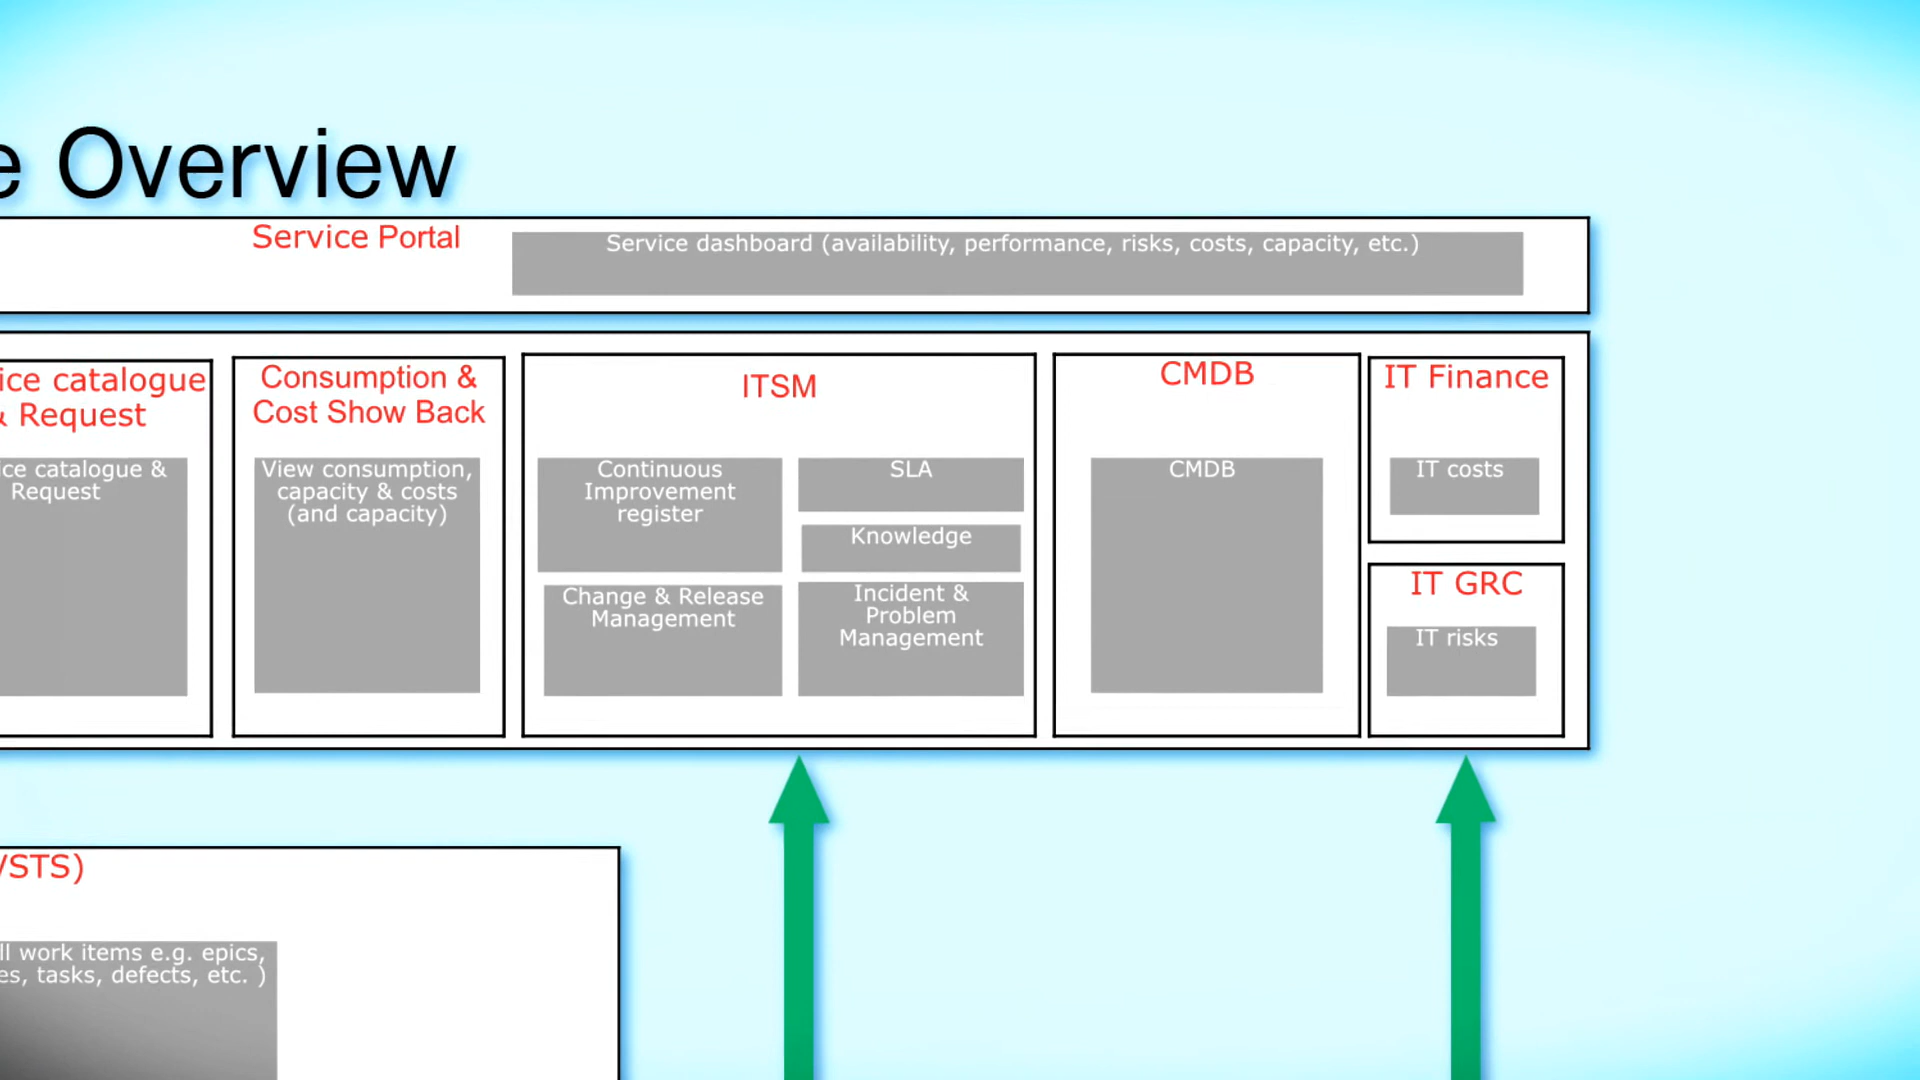 e Overview
Service Portal
Service dashboard (availability, performance, risks, costs, capacity, etc.)
ice catalogue
& Request
ice catalogue &
Request
Consumption &
Cost Show Back
View consumption,
capacity & costs
(and capacity)
ITSM
Continuous
Improvement
register
SLA
Knowledge
Change & Release
Management
Incident &
Problem
Management
CMDB
CMDB
IT Finance
IT costs
IT GRC
IT risks
VSTS)
ll work items e.g. epics,
es, tasks, defects, etc. )